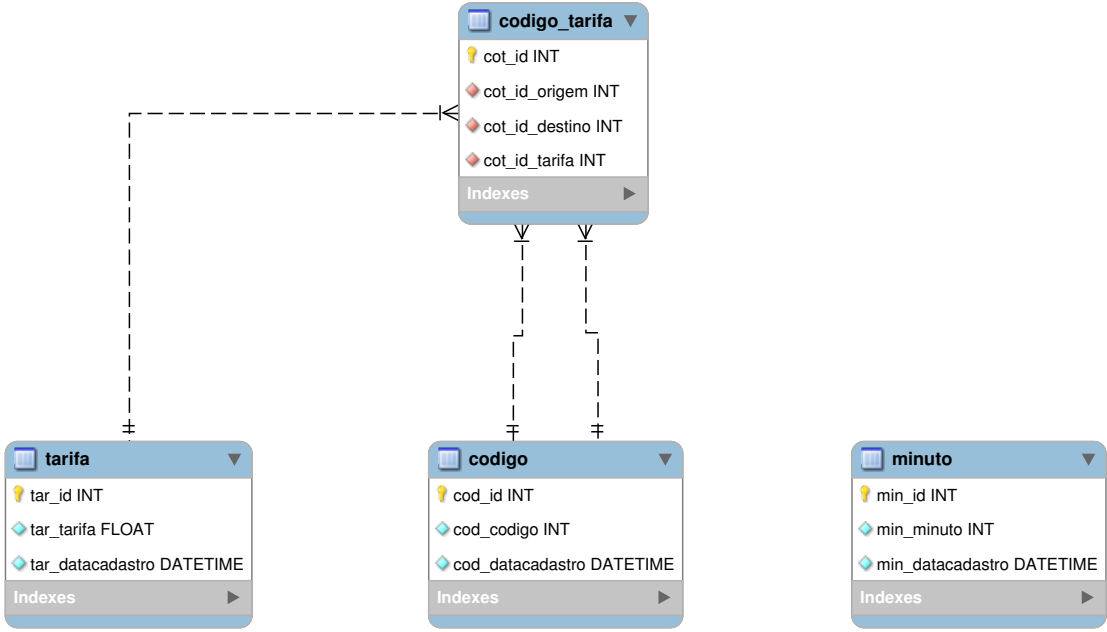 codigo_tarifa
cot_id INT
cot_id_origem INT
cot_id_destino INT
cot_id_tarifa INT
Indexes
tarifa
tar_id INT
tar_tarifa FLOAT
tar_datacadastro DATETIME
Indexes
codigo
cod_id INT
cod_codigo INT
cod_datacadastro DATETIME
Indexes
minuto
min_id INT
min_minuto INT
min_datacadastro DATETIME
Indexes